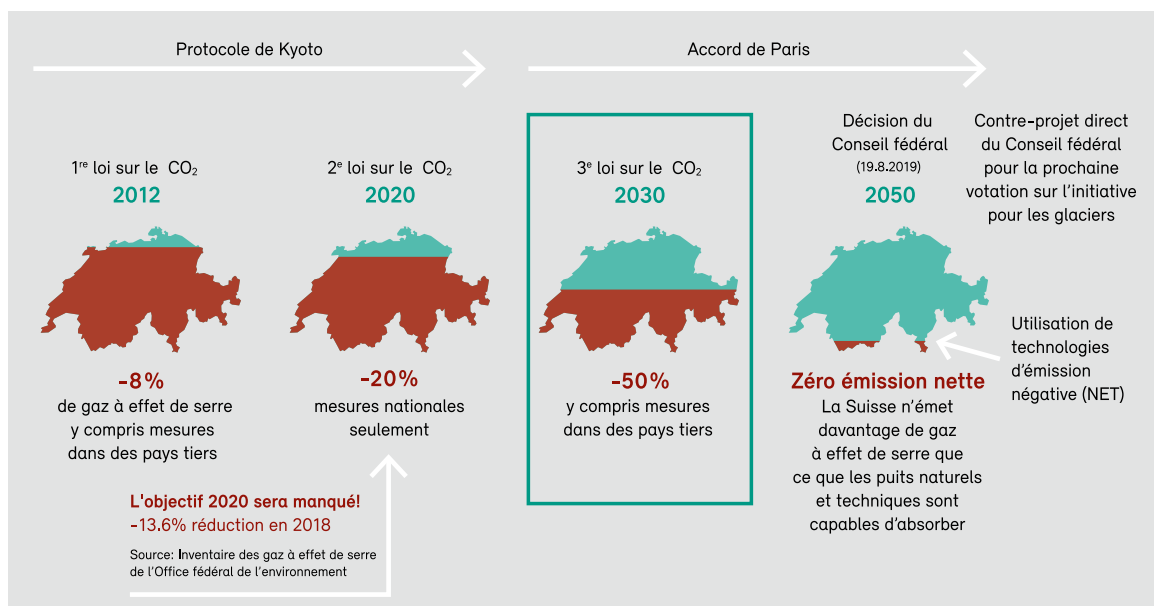 Protocole de Kyoto
Accord de Paris
1re loi sur le CO₂
2012
-8%
de gaz à effet de serre
y compris mesures
dans des pays tiers
2e loi sur le CO₂
2020
-20%
mesures nationales
seulement
L'objectif 2020 sera manqué!
-13.6% réduction en 2018
Source: Inventaire des gaz à effet de serre
de l'Office fédéral de l'environnement
3e loi sur le CO₂
2030
-50%
y compris mesures
dans des pays tiers
Décision du
Conseil fédéral
(19.8.2019)
2050
Zéro émission nette
La Suisse n'émet
davantage de gaz
à effet de serre que
ce que les puits naturels
et techniques sont
capables d'absorber
Contre-projet direct
du Conseil fédéral
pour la prochaine
votation sur l'initiative
pour les glaciers
Utilisation de
technologies
d'émission
négative (NET)